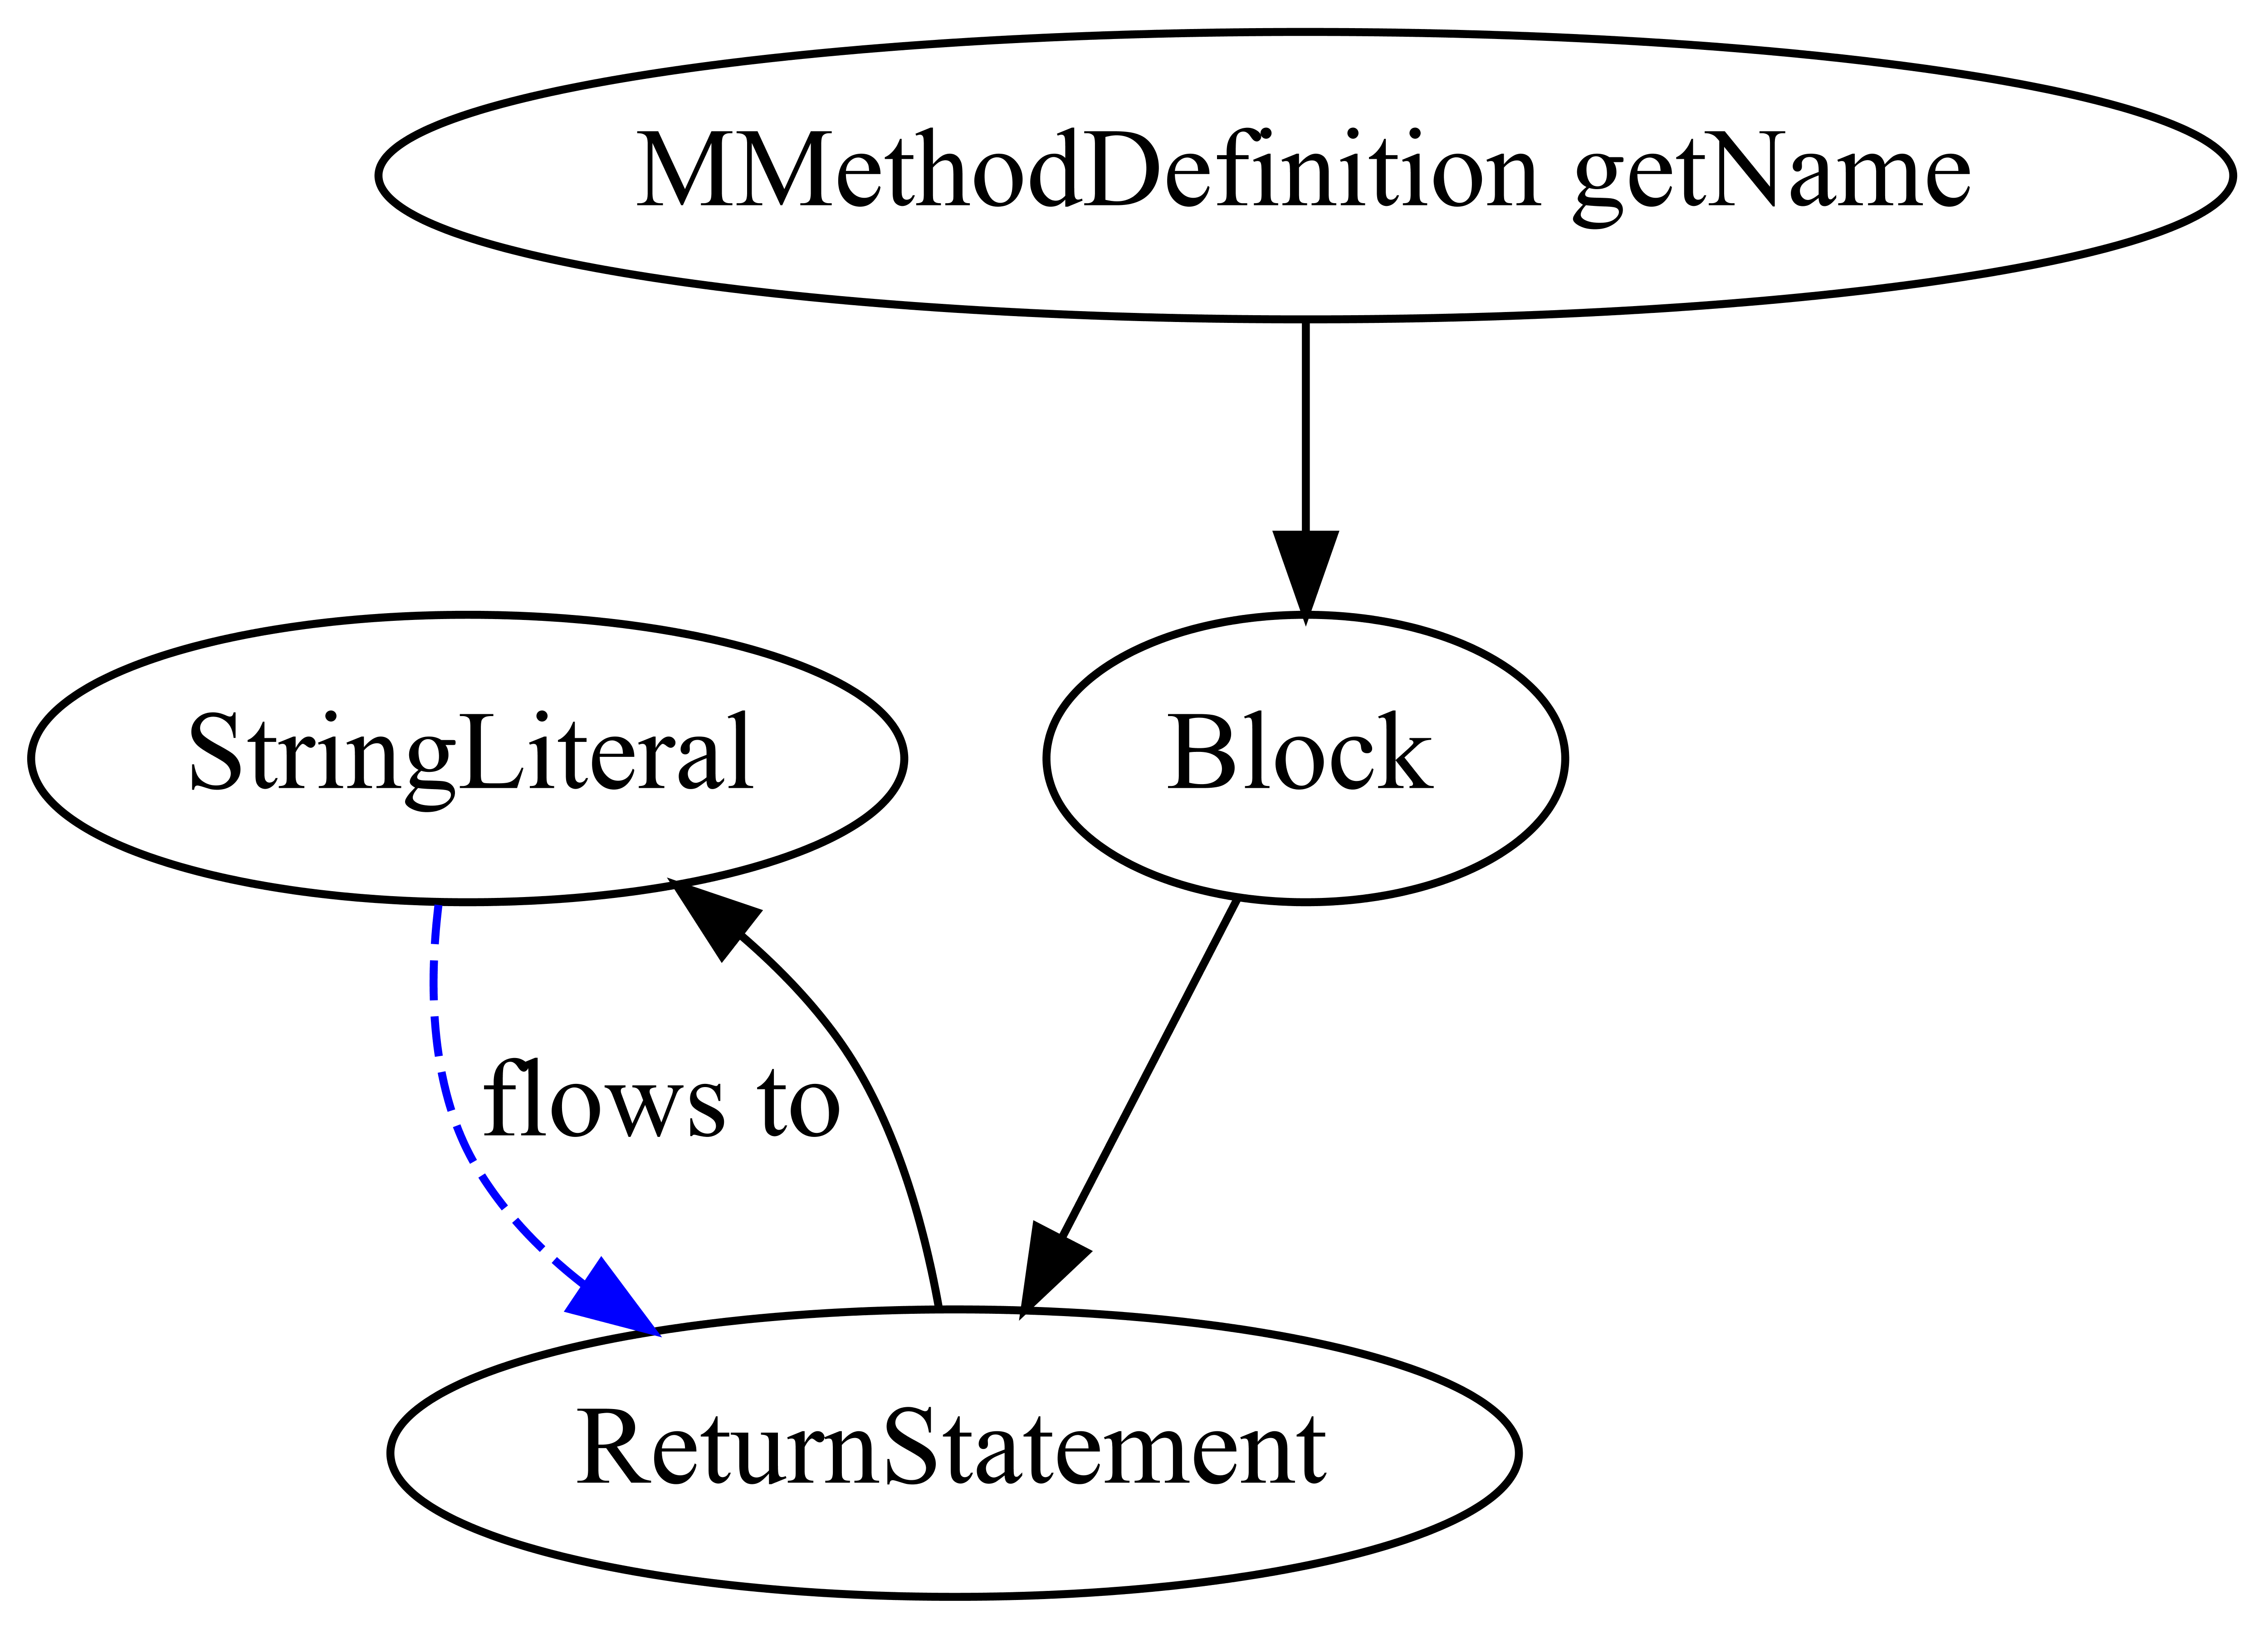 MMethodDefinition getName
StringLiteral
Block
flows to
ReturnStatement